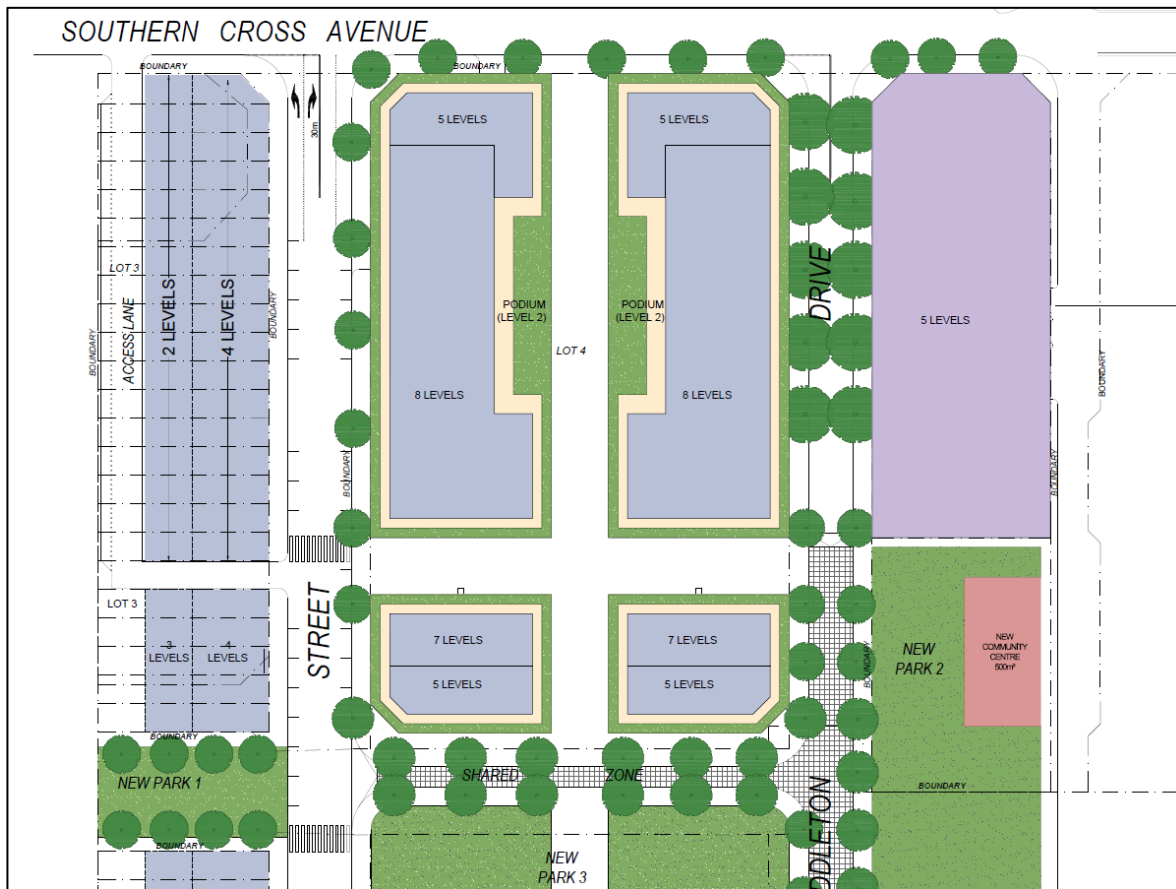 SOUTHERN CROSS AVENUE
BOUNDARY
BOUNDARY
30m
5 LEVELS
5 LEVELS
LOT 3
ACCESS LANE
2 LEVELS
4 LEVELS
BOUNDARY
BOUNDARY
PODIUM
(LEVEL 2)
PODIUM
(LEVEL 2)
LOT 4
DRIVE
5 LEVELS
BOUNDARY
8 LEVELS
8 LEVELS
BOUNDARY
BOUNDARY
LOT 3
3
LEVELS
4
LEVELS
STREET
7 LEVELS
7 LEVELS
5 LEVELS
5 LEVELS
BOUNDARY
NEW
PARK 2
NEW
COMMUNITY
CENTRE
500m²
BOUNDARY
NEW PARK 1
SHARED ZONE
BOUNDARY
DDLETON
BOUNDARY
NEW
PARK 3